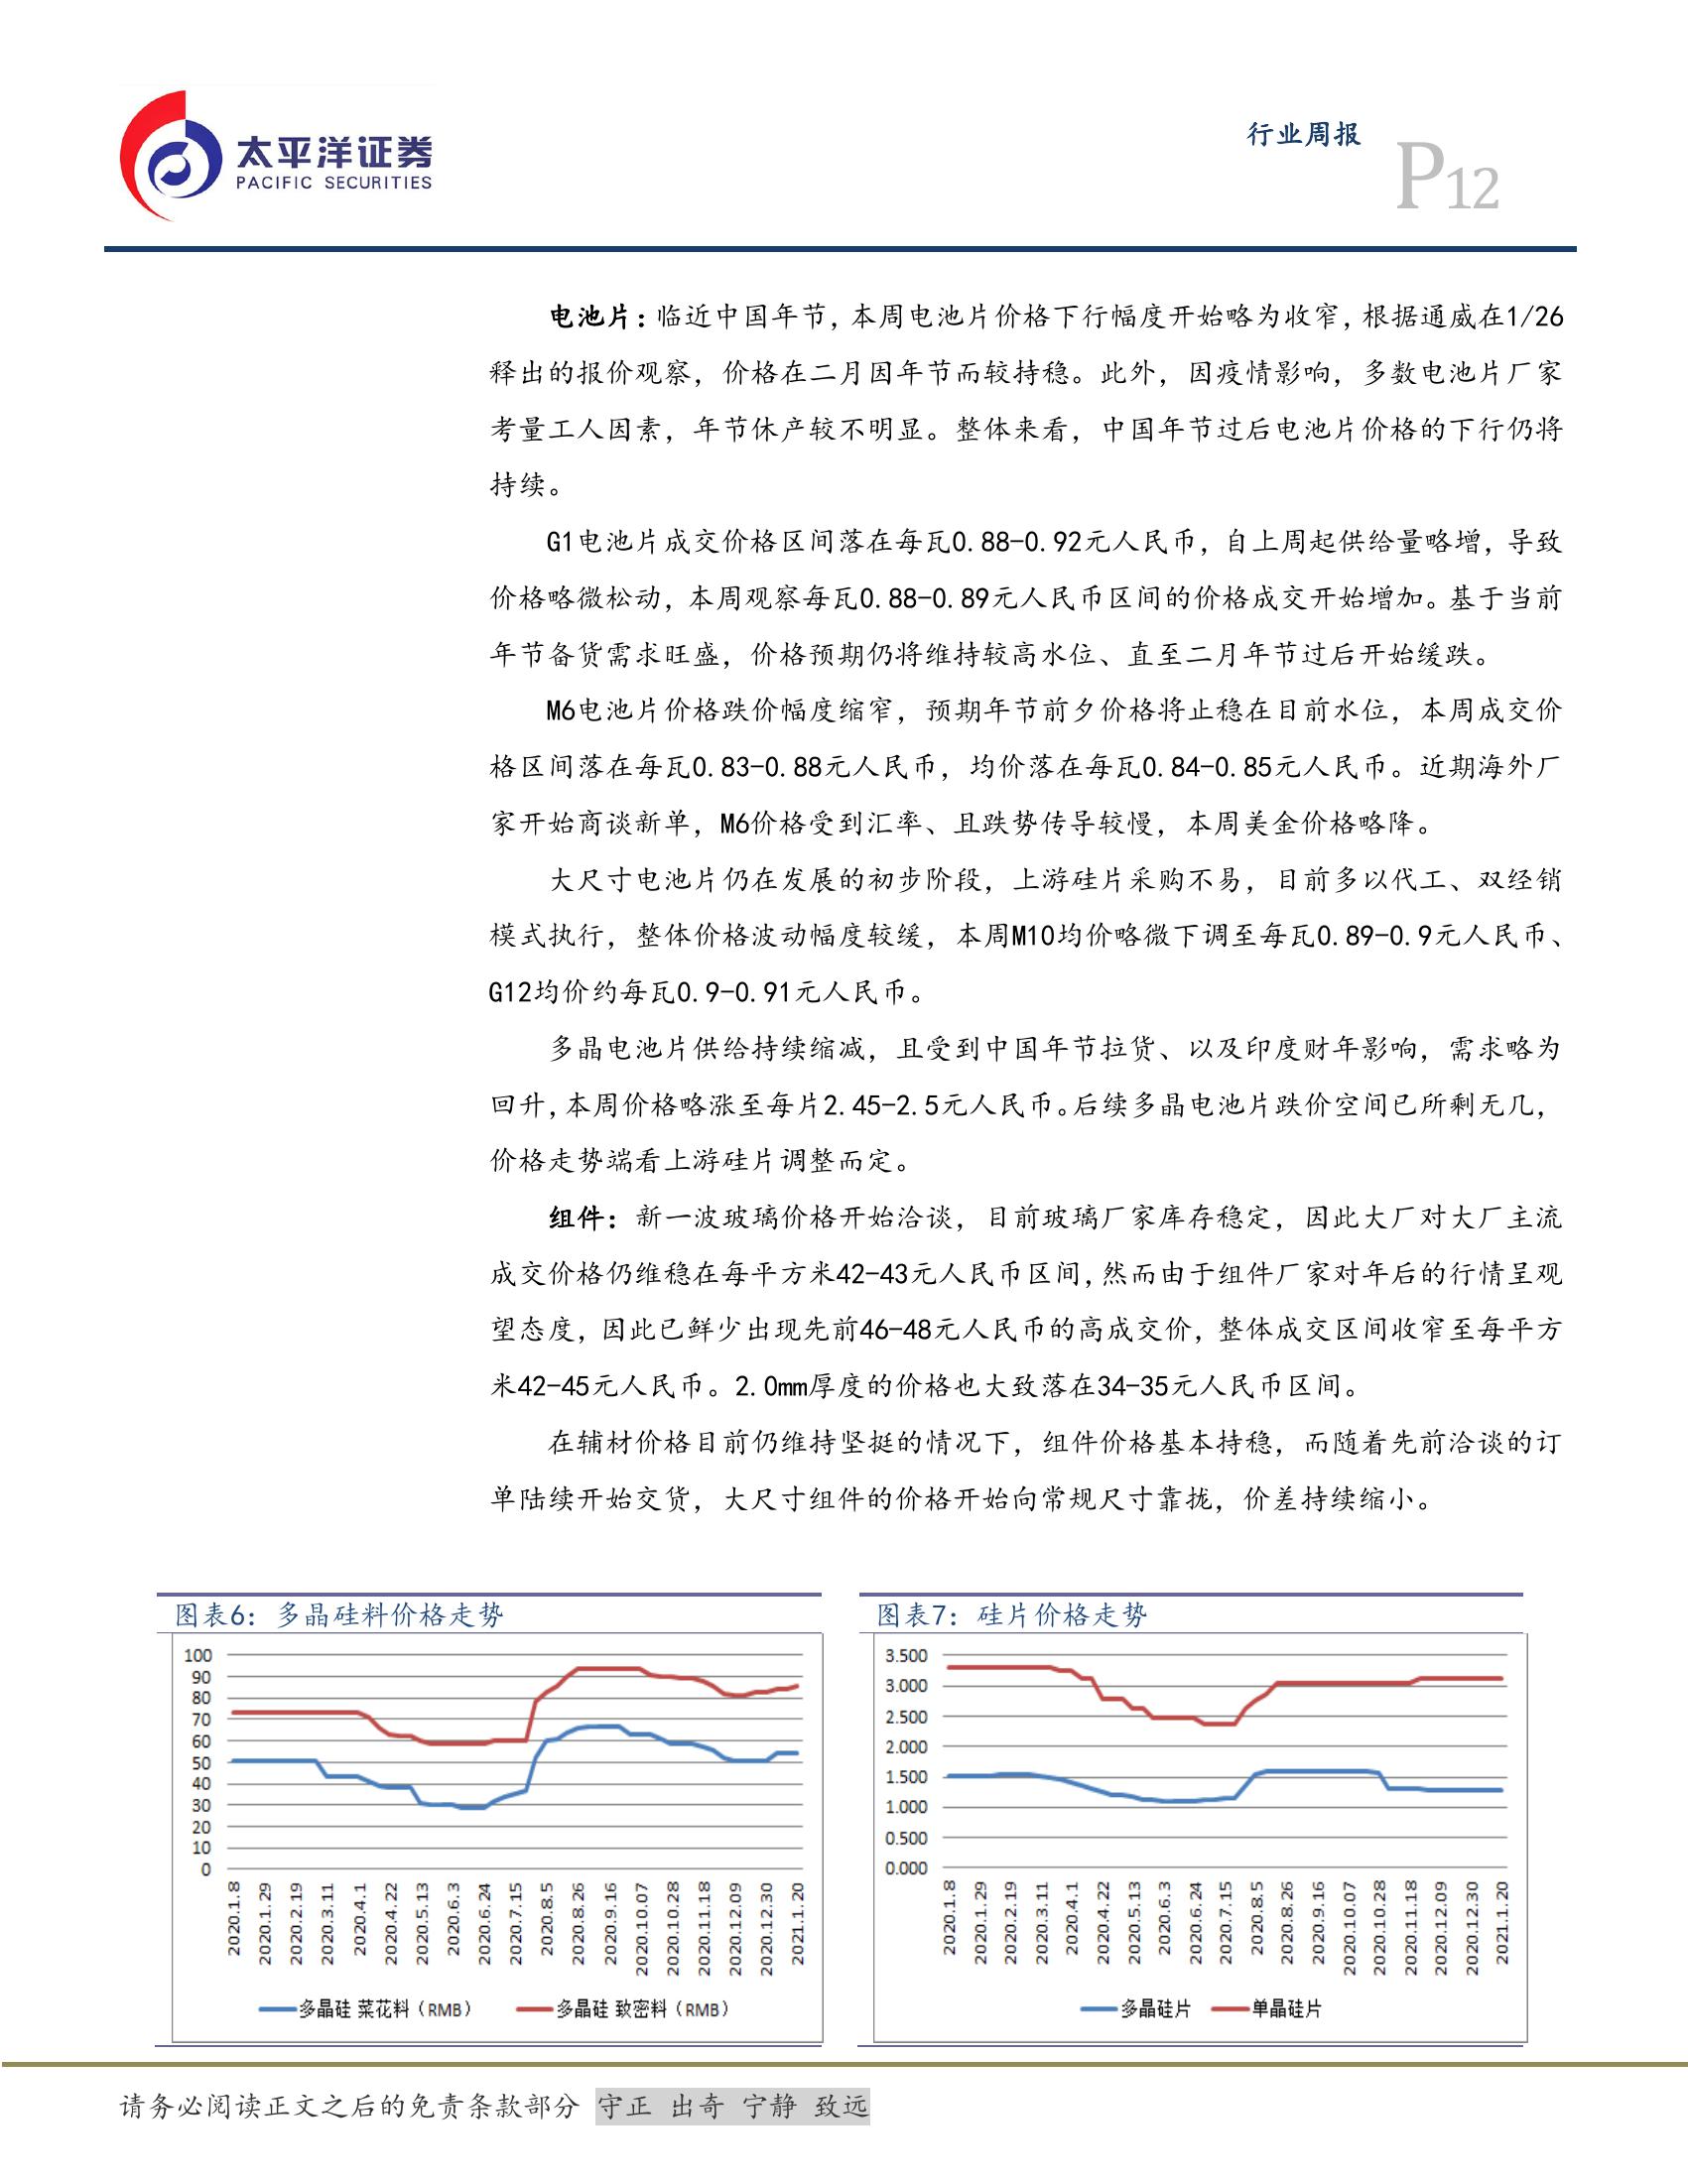 太平洋证券
PACIFIC SECURITIES
行业周报
P12
电池片：临近中国年节，本周电池片价格下行幅度开始略为收窄，根据通威在1/26
释出的报价观察，价格在二月因年节而较持稳。此外，因疫情影响，多数电池片厂家
考量工人因素，年节休产较不明显。整体来看，中国年节过后电池片价格的下行仍将
持续。
G1电池片成交价格区间落在每瓦0.88-0.92元人民币，自上周起供给量略增，导致
价格略微松动，本周观察每瓦0.88-0.89元人民币区间的价格成交开始增加。基于当前
年节备货需求旺盛，价格预期仍将维持较高水位、直至二月年节过后开始缓跌。
M6电池片价格跌价幅度缩窄，预期年节前夕价格将止稳在目前水位，本周成交价
格区间落在每瓦0.83-0.88元人民币，均价落在每瓦0.84-0.85元人民币。近期海外厂
家开始商谈新单，M6价格受到汇率、且跌势传导较慢，本周美金价格略降。
大尺寸电池片仍在发展的初步阶段，上游硅片采购不易，目前多以代工、双经销
模式执行，整体价格波动幅度较缓，本周M10均价略微下调至每瓦0.89-0.9元人民币、
G12均价约每瓦0.9-0.91元人民币。
多晶电池片供给持续缩减，且受到中国年节拉货、以及印度财年影响，需求略为
回升，本周价格略涨至每片2.45-2.5元人民币。后续多晶电池片跌价空间已所剩无几，
价格走势端看上游硅片调整而定。
组件：新一波玻璃价格开始洽谈，目前玻璃厂家库存稳定，因此大厂对大厂主流
成交价格仍维稳在每平方米42-43元人民币区间，然而由于组件厂家对年后的行情呈观
望态度，因此已鲜少出现先前46-48元人民币的高成交价，整体成交区间收窄至每平方
米42-45元人民币。2.0mm厚度的价格也大致落在34-35元人民币区间。
在辅材价格目前仍维持坚挺的情况下，组件价格基本持稳，而随着先前洽谈的订
单陆续开始交货，大尺寸组件的价格开始向常规尺寸靠拢，价差持续缩小。
图表6：多晶硅料价格走势
100
90
80
70
60
50
40
30
20
10
0
2020.1.8
2020.1.29
2020.2.19
2020.3.11
2020.4.1
2020.4.22
2020.5.13
2020.6.3
2020.6.24
2020.7.15
2020.8.5
2020.8.26
2020.9.16
2020.10.07
2020.10.28
2020.11.18
2020.12.09
2020.12.30
2021.1.20
多晶硅 菜花料（RMB）
多晶硅 致密料（RMB）
图表7：硅片价格走势
3.500
3.000
2.500
2.000
1.500
1.000
0.500
0.000
2020.1.8
2020.1.29
2020.2.19
2020.3.11
2020.4.1
2020.4.22
2020.5.13
2020.6.3
2020.6.24
2020.7.15
2020.8.5
2020.8.26
2020.9.16
2020.10.07
2020.10.28
2020.11.18
2020.12.09
2020.12.30
2021.1.20
多晶硅片
单晶硅片
请务必阅读正文之后的免责条款部分 守正 出奇 宁静 致远